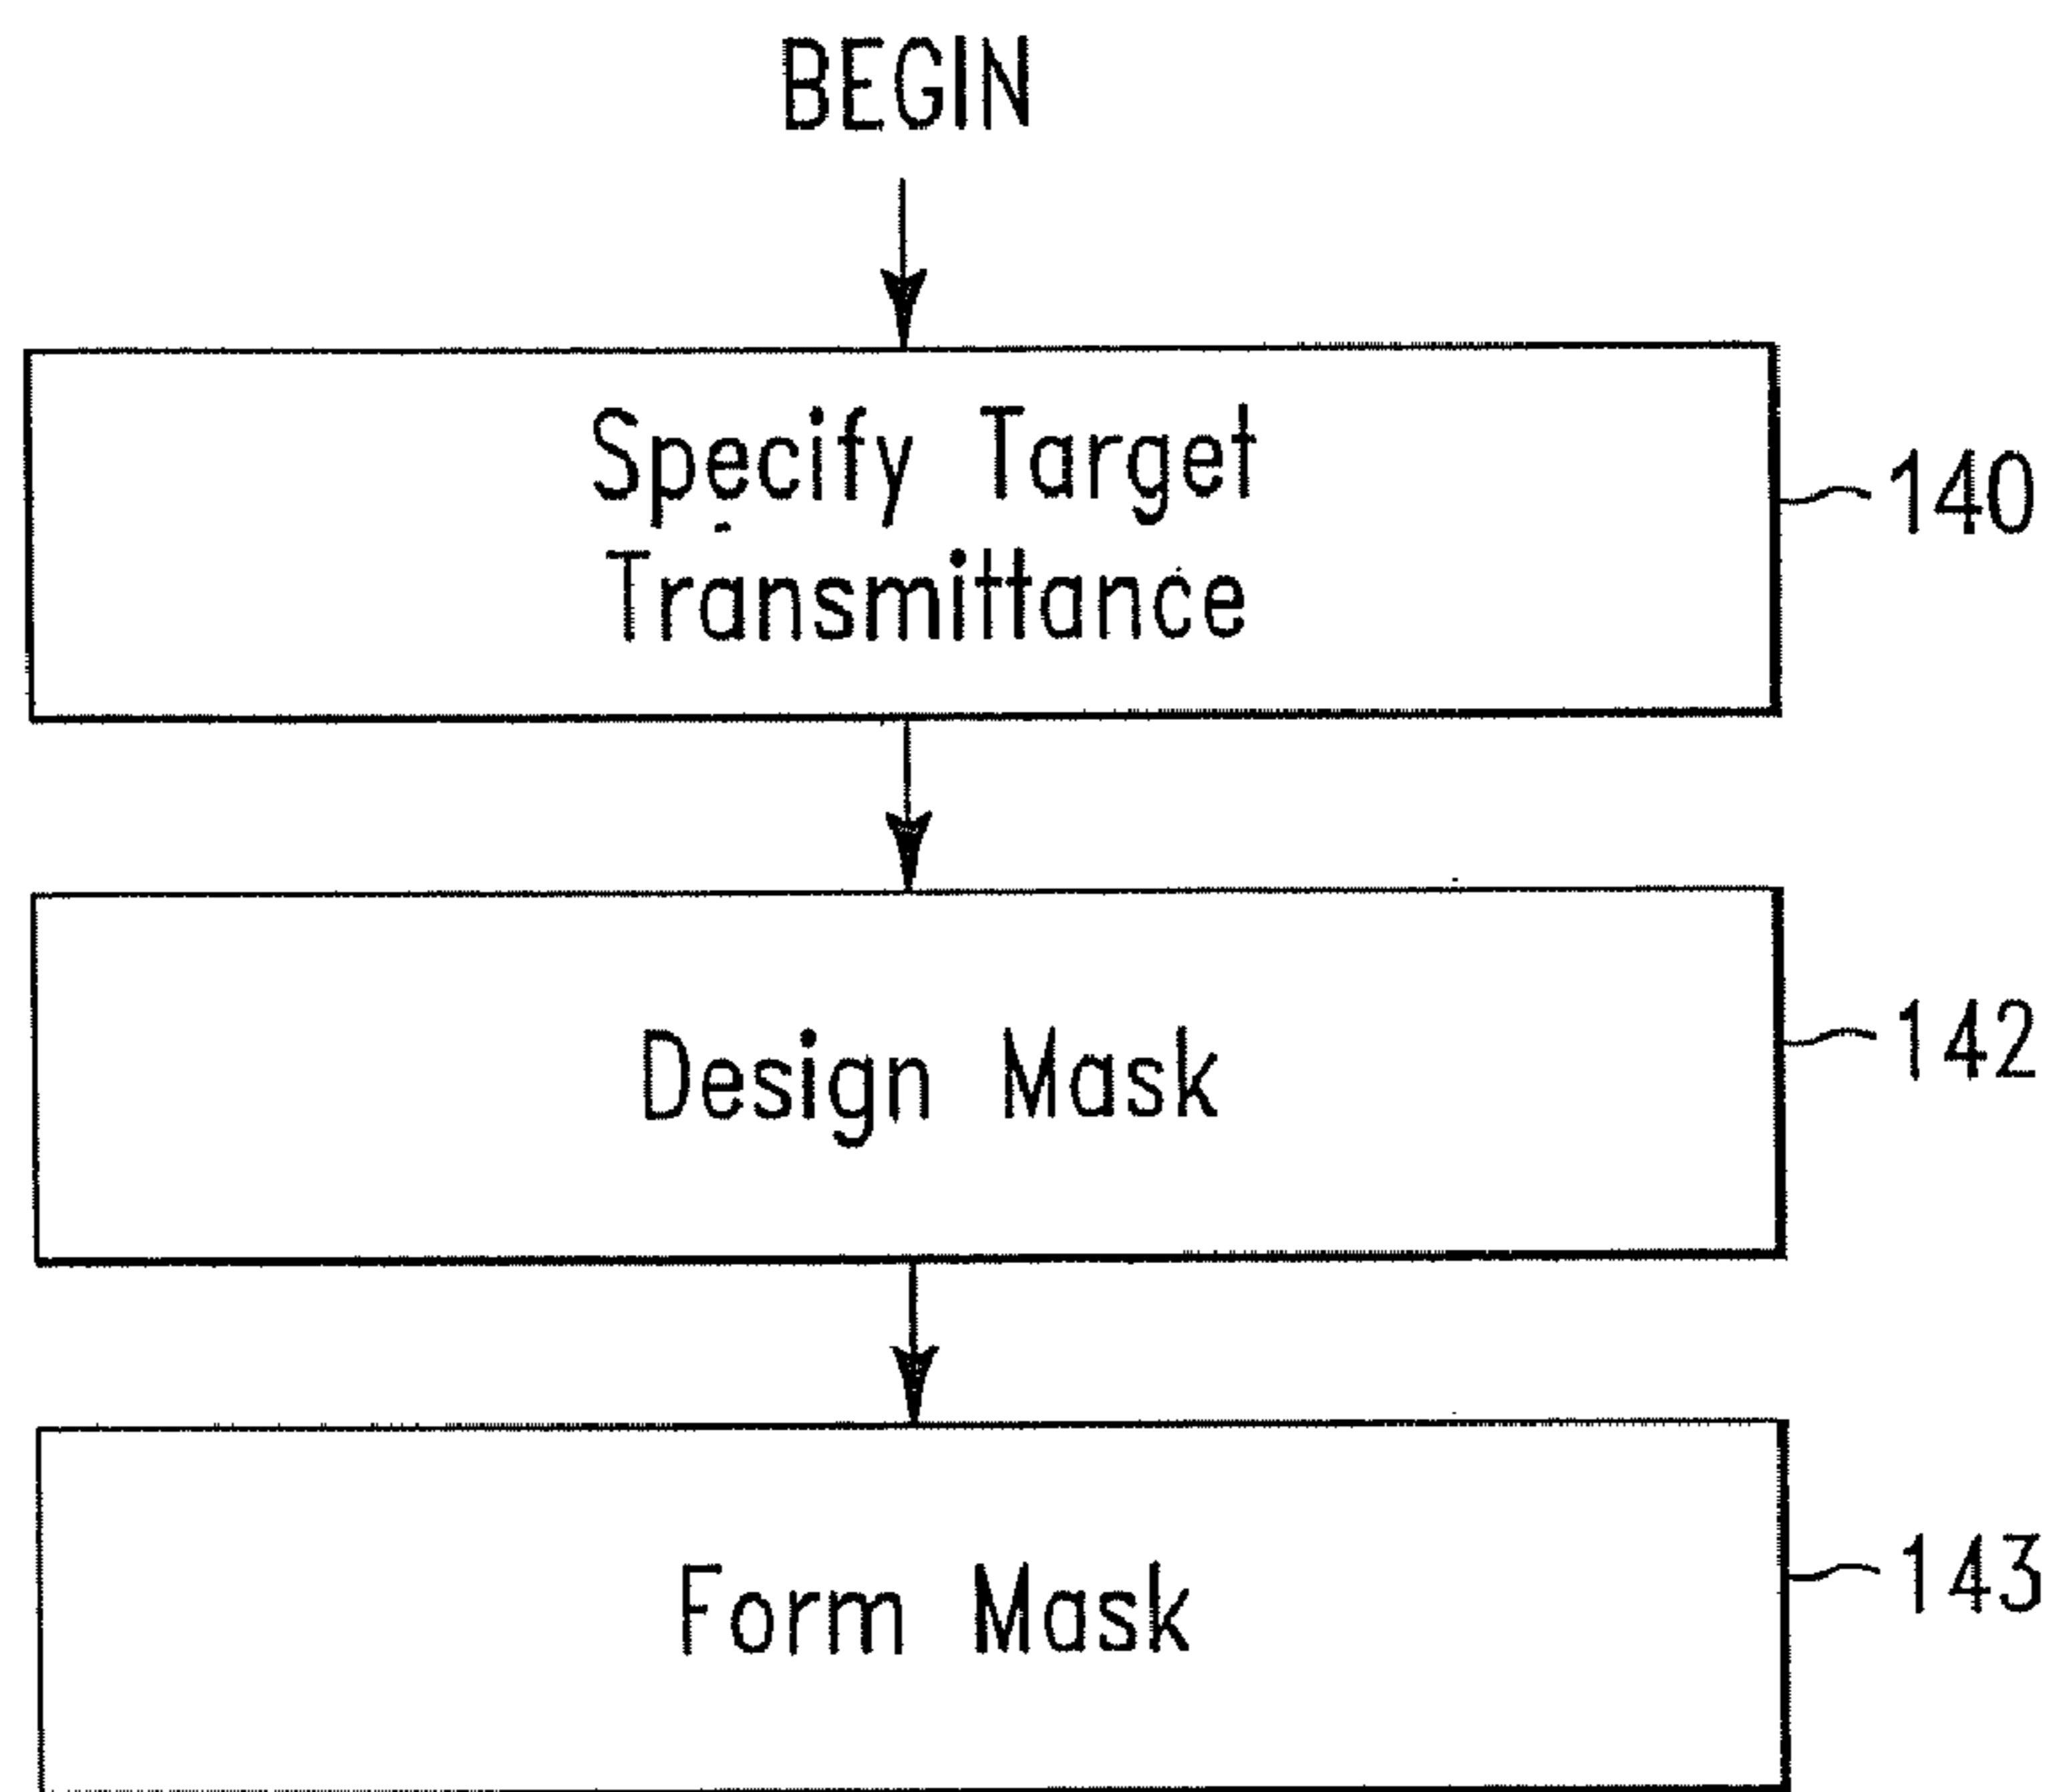 BEGIN
Specify Target
Transmittance
140
Design Mask
142
Form Mask
143